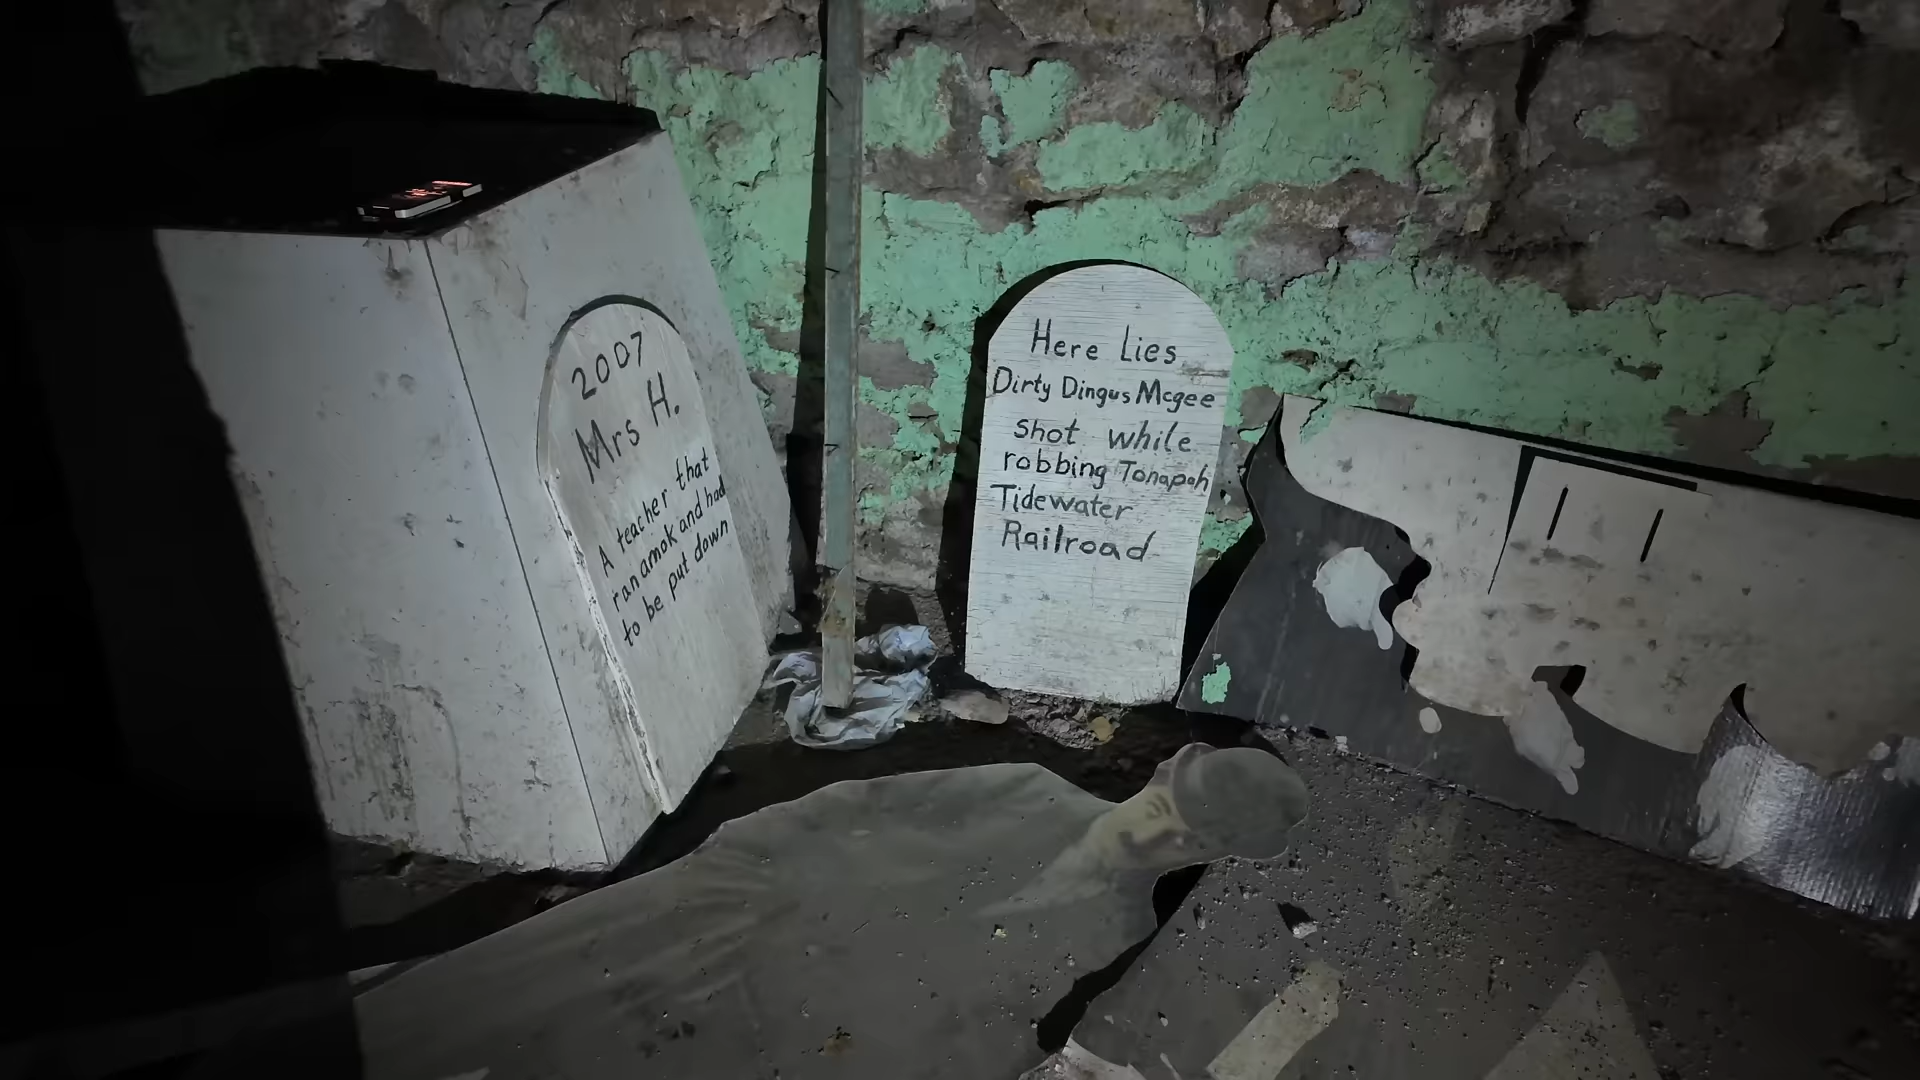 2007
Mrs H.
A teacher that
ran amok and had
to be put down
Here Lies
Dirty Dingus Mcgee
shot while
robbing Tonapah
Tidewater
Railroad